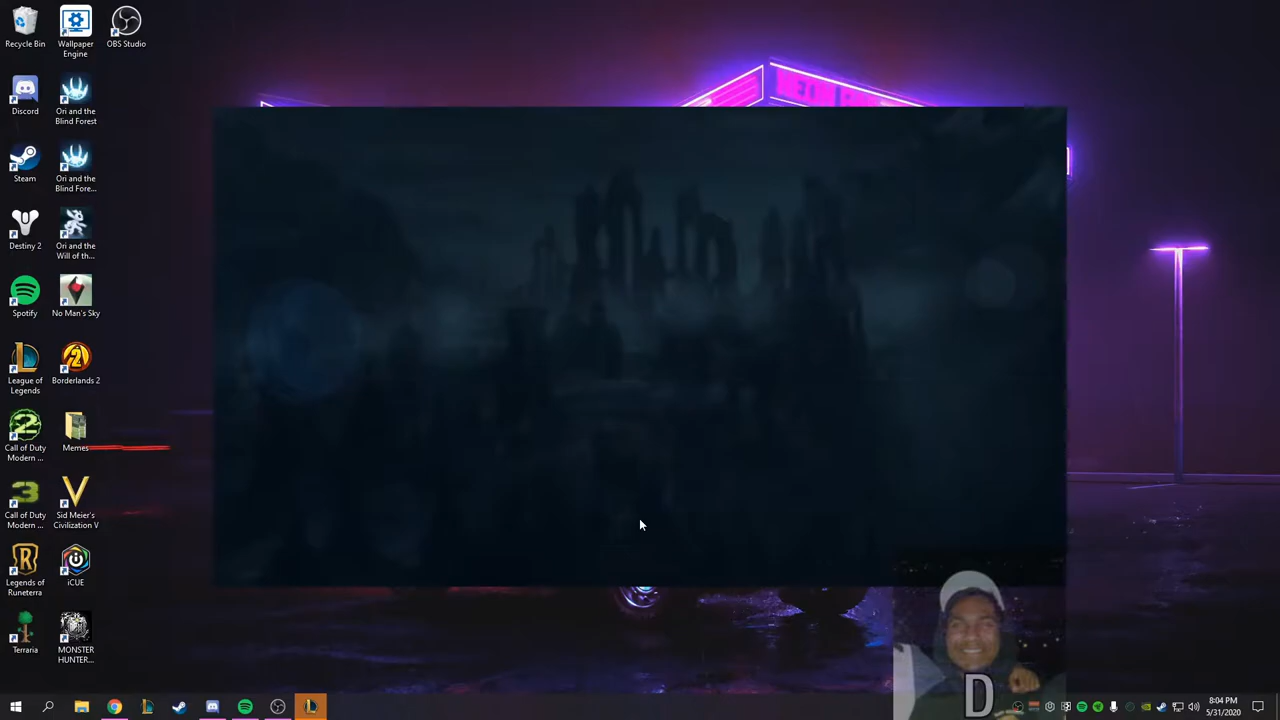 Recycle Bin
Wallpaper
Engine
OBS Studio
Discord
Ori and the
Blind Forest
Steam
Ori and the
Blind Fore...
Destiny 2
Ori and the
Will of th...
Spotify
No Man's Sky
League of
Legends
Borderlands 2
Call of Duty
Modern ...
Memes
Call of Duty
Modern ...
Sid Meier's
Civilization V
Legends of
Runeterra
iCUE
Terraria
MONSTER
HUNTER...
D
8:04 PM
5/31/2020